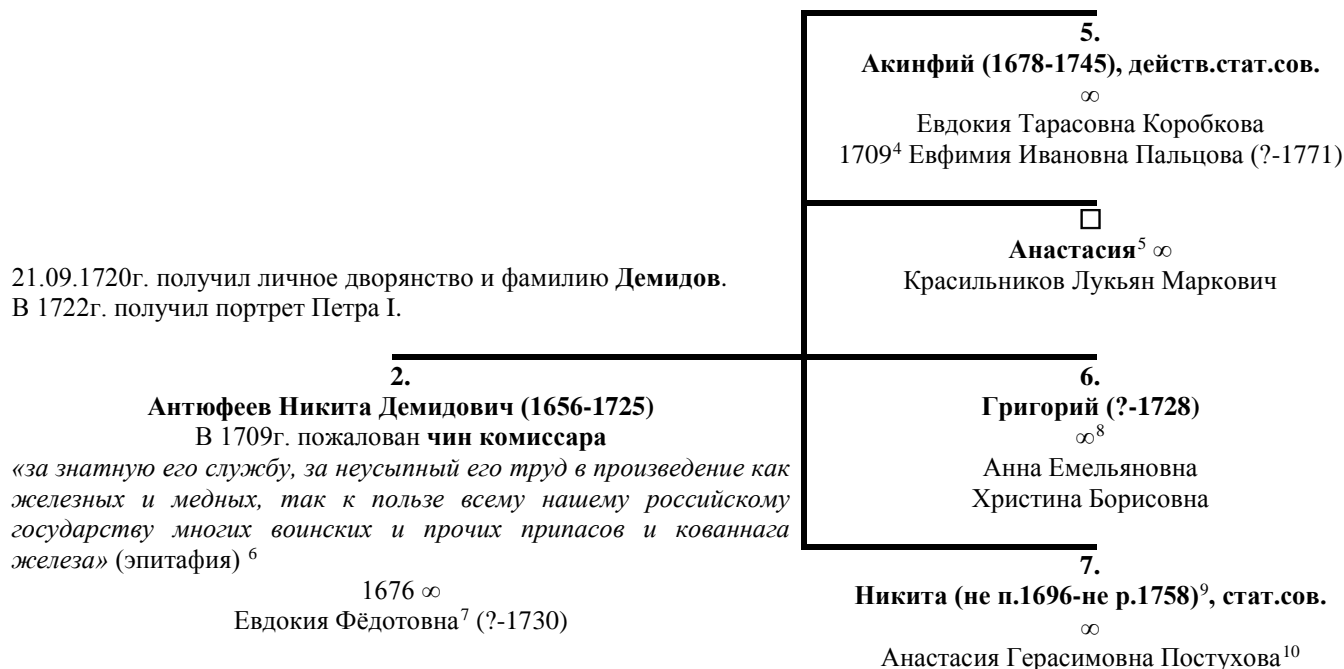 5.
Акинфий (1678-1745), действ.стат.сов.
∞
Евдокия Тарасовна Коробкова
1709⁴ Евфимия Ивановна Пальцова (?-1771)
Анастасия⁵ ∞
Красильников Лукьян Маркович
21.09.1720г. получил личное дворянство и фамилию Демидов.
В 1722г. получил портрет Петра I.
2.
Антюфеев Никита Демидович (1656-1725)
В 1709г. пожалован чин комиссара
«за знатную его службу, за неусыпный его труд в произведение как
железных и медных, так к пользе всему нашему российскому
государству многих воинских и прочих припасов и кованнага
железа» (эпитафия) ⁶
1676 ∞
Евдокия Фёдотовна⁷ (?-1730)
6.
Григорий (?-1728)
∞⁸
Анна Емельяновна
Христина Борисовна
7.
Никита (не п.1696-не р.1758)⁹, стат.сов.
∞
Анастасия Герасимовна Постухова¹⁰